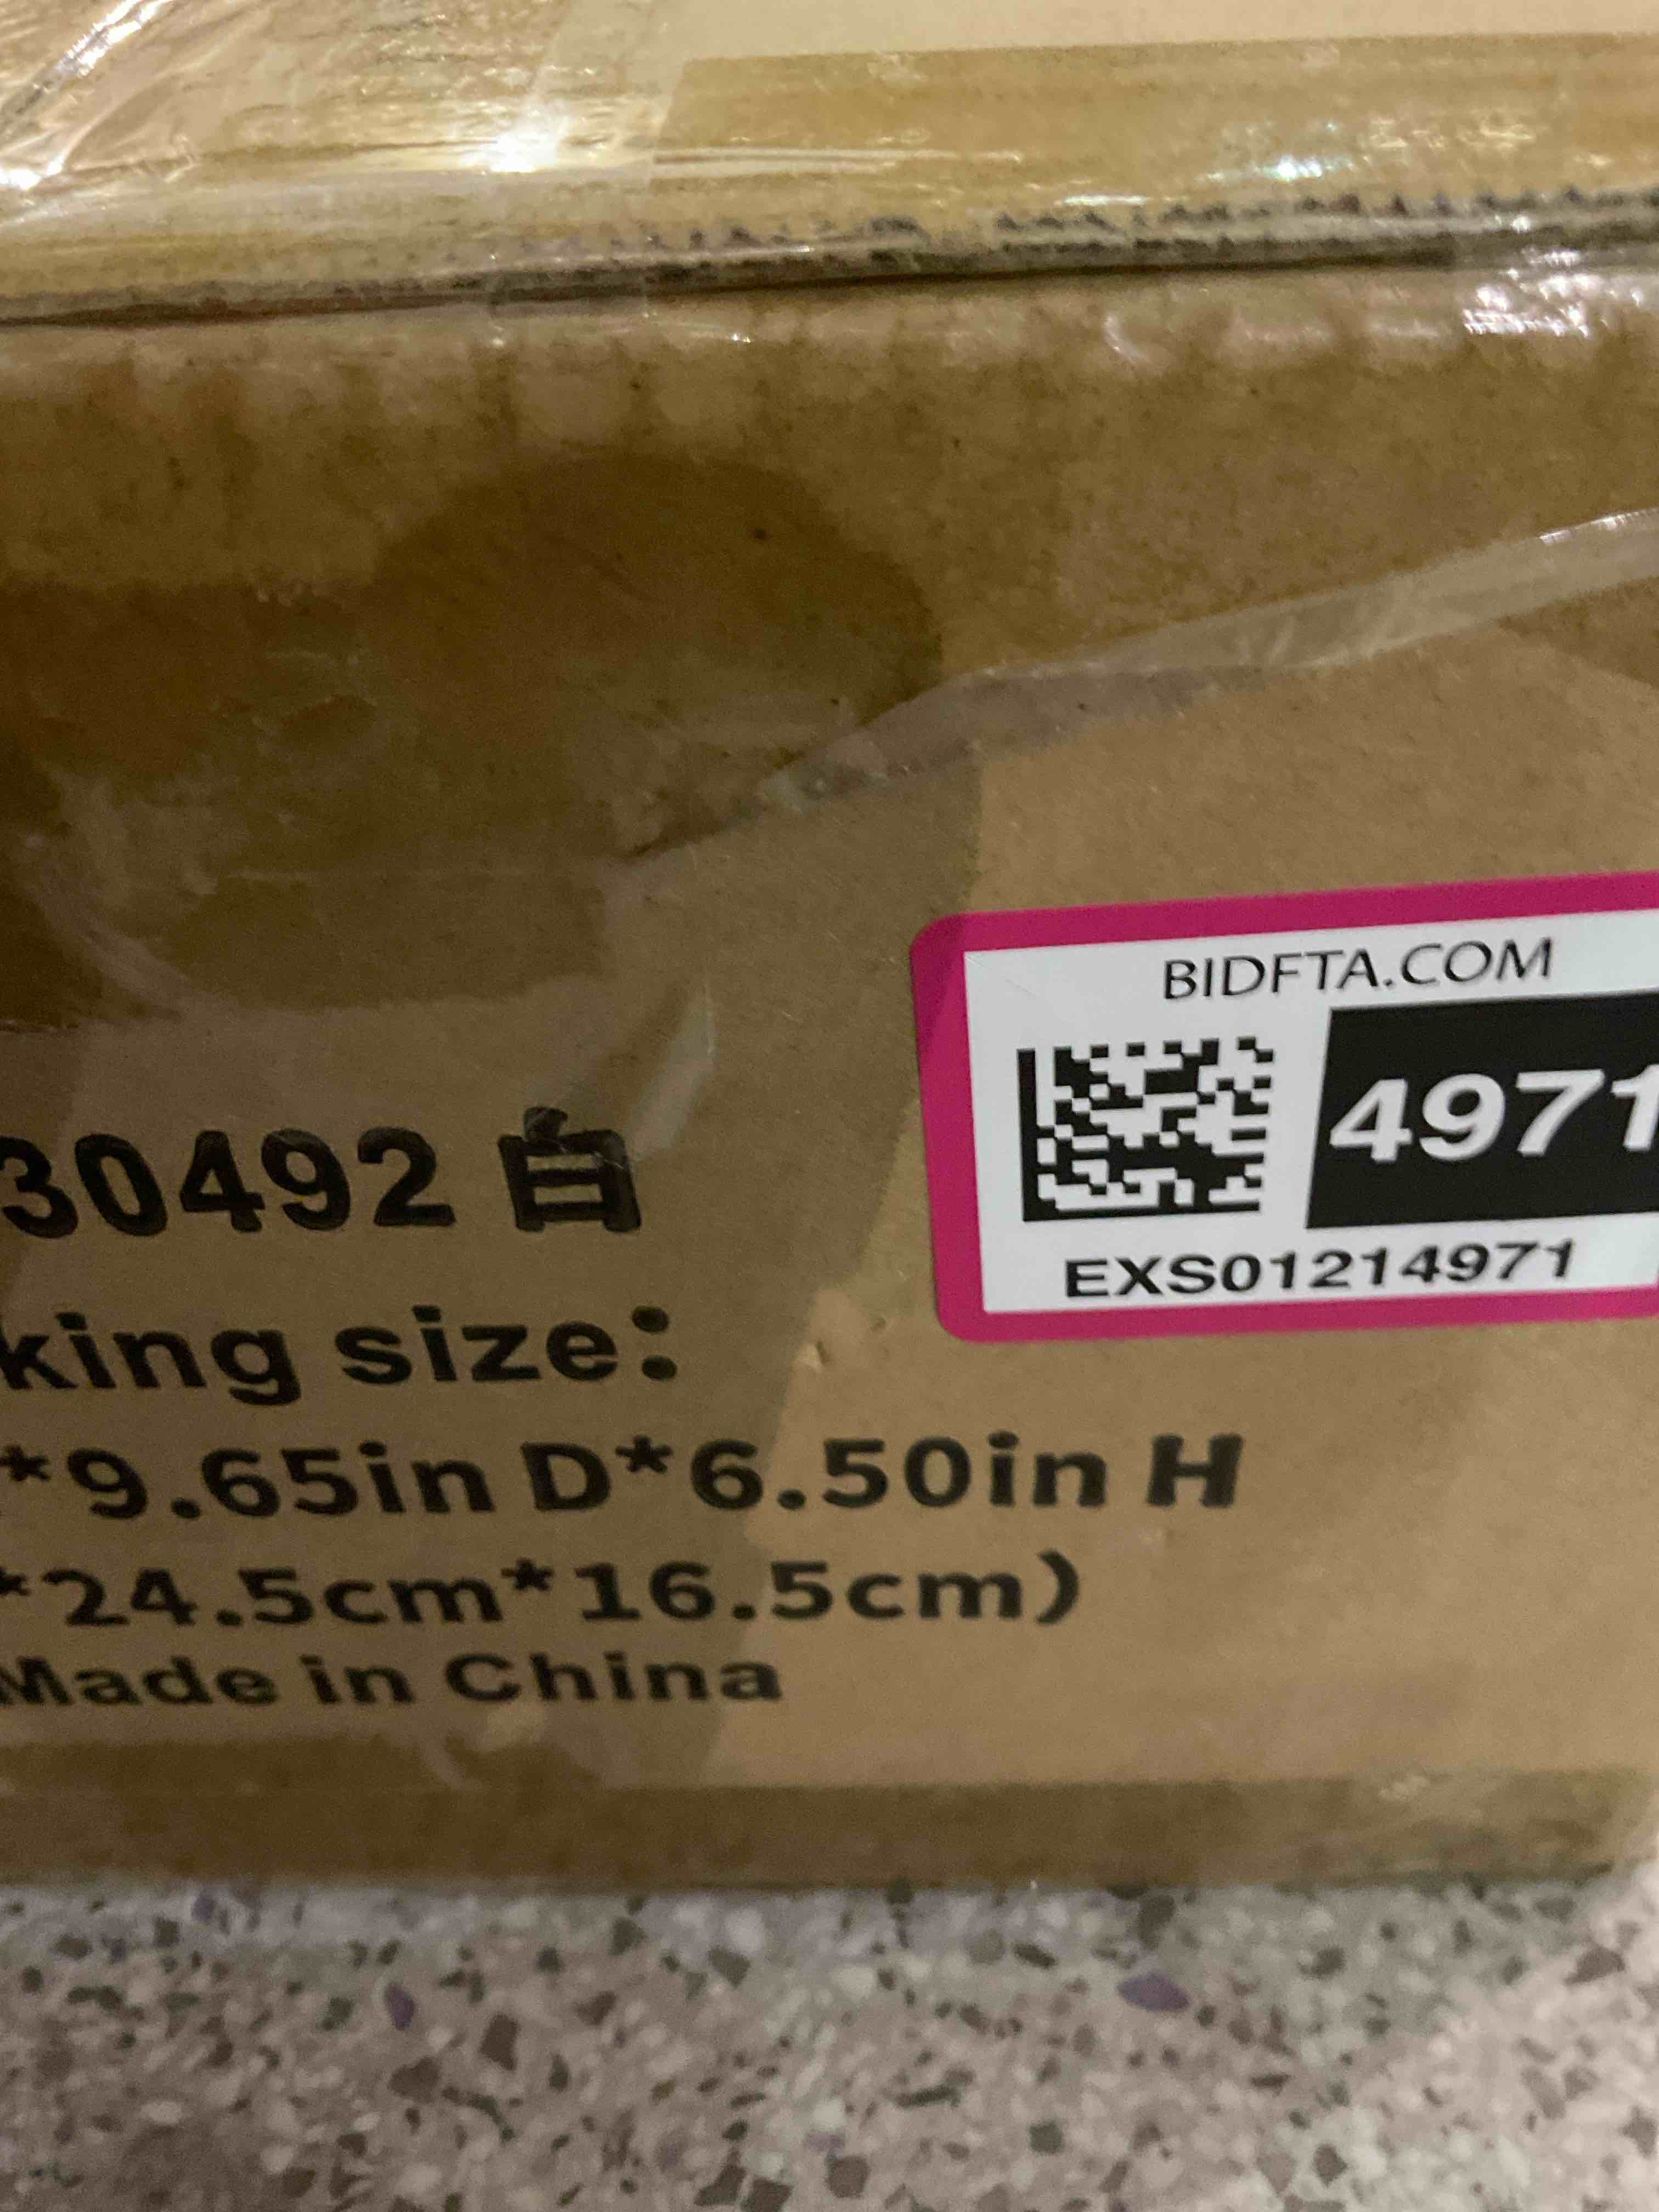 BIDFTA.COM
4971
EXS01214971
30492 白
king size:
*9.65in D*6.50in H
*24.5cm*16.5cm)
Made in China